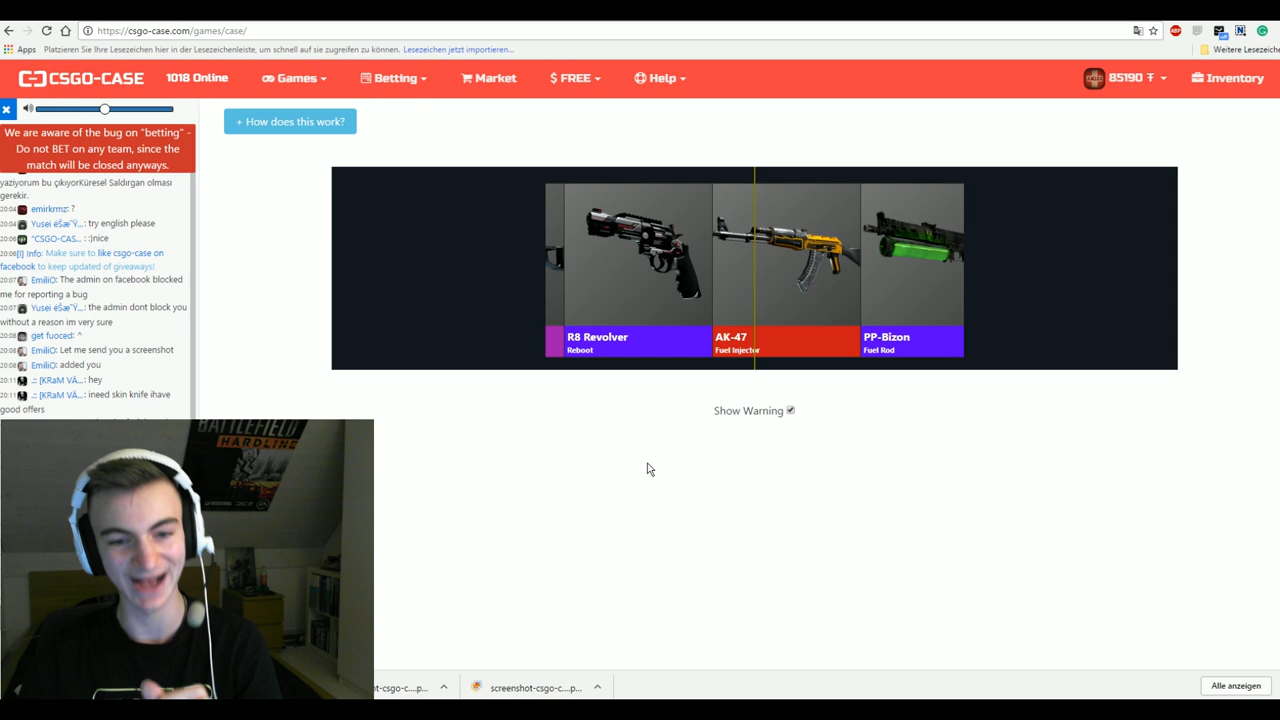 https://csgo-case.com/games/case/
Apps Platzieren Sie Ihre Lesezeichen hier in der Lesezeichenleiste, um schnell auf sie zugreifen zu können. Lesezeichen jetzt importieren...
Weitere Lesezeiche
CSGO-CASE 1018 Online Games Betting Market $ FREE Help 85190 Inventory
+ How does this work?
We are aware of the bug on "betting" -
Do not BET on any team, since the
match will be closed anyways.
yaziyorum bu çıkıyorKüresel Saldırgan olması
gerekir.
20:04 emirkrmz: ?
20:04 Yusei : try english please
20:06 "CSGO-CAS...: :)nice
20:06 [!] Info: Make sure to like csgo-case on
facebook to keep updated of giveaways!
20:07 EmiliO: The admin on facebook blocked
me for reporting a bug
20:07 Yusei : the admin dont block you
without a reason im very sure
20:08 get fuoced: ^
20:08 EmiliO: Let me send you a screenshot
20:08 EmiliO: added you
20:11 .:: [KRaM VÄ...: hey
20:11 .:: [KRaM VÄ...: ineed skin knife ihave
good offers
R8 Revolver
Reboot
AK-47
Fuel Injector
PP-Bizon
Fuel Rod
Show Warning
BATTLEFIELD
HARDLINE
ot-csgo-c....p...
screenshot-csgo-c....p...
Alle anzeigen